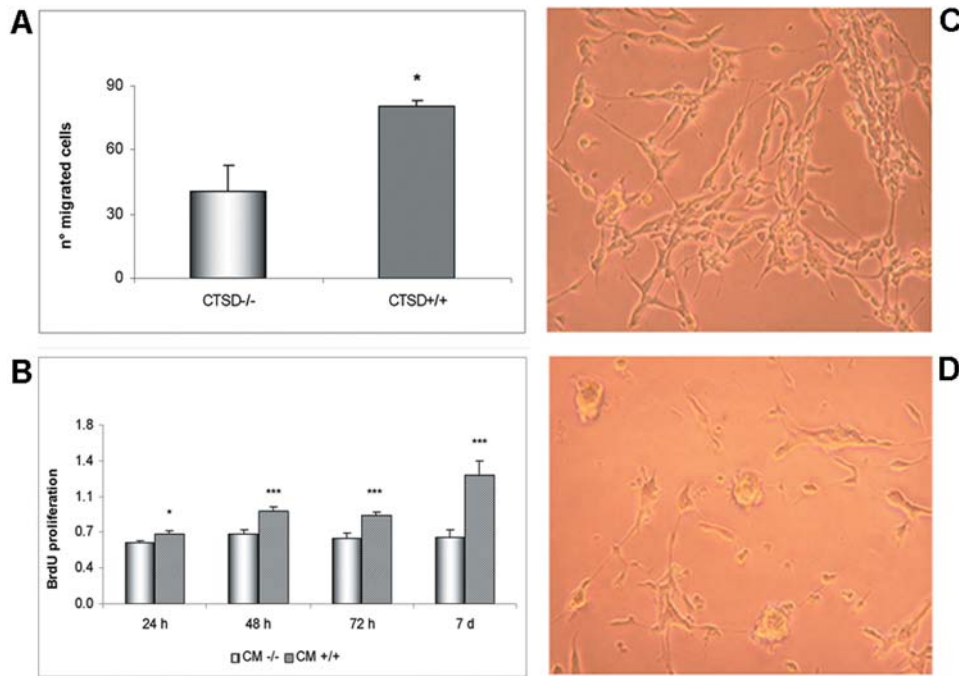 A
n° migrated cells
90
60
30
0
*
CTSD-/-
CTSD+/+
B
BrdU proliferation
1.8
1.4
1.1
0.7
0.4
0.0
*
***
***
***
24 h
48 h
72 h
7 d
CM -/- CM +/+
C
D